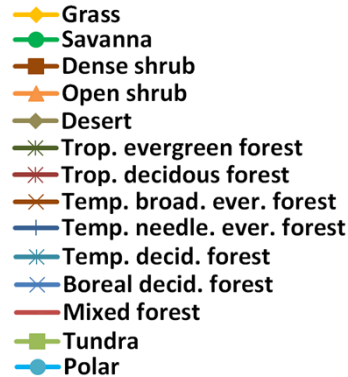 Grass
Savanna
Dense shrub
Open shrub
Desert
Trop. evergreen forest
Trop. decidous forest
Temp. broad. ever. forest
Temp. needle. ever. forest
Temp. decid. forest
Boreal decid. forest
Mixed forest
Tundra
Polar